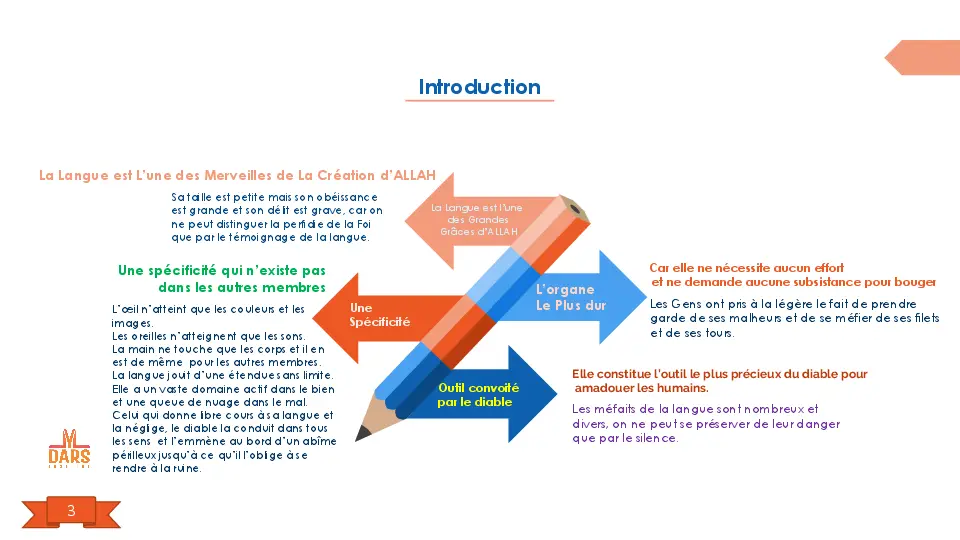 Introduction
La Langue est L'une des Merveilles de La Création d'ALLAH
Sa taille est petite mais son obéissance
est grande et son délit est grave, car on
ne peut distinguer la perfidie de la Foi
que par le témoignage de la langue.
La Langue est l'une
des Grandes
Grâces d'ALLAH
Une spécificité qui n'existe pas
dans les autres membres
L'œil n'atteint que les couleurs et les
images.
Les oreilles n'atteignent que les sons.
La main ne touche que les corps et il en
est de même pour les autres membres.
La langue jouit d'une étendue sans limite.
Elle a un vaste domaine actif dans le bien
et une queue de nuage dans le mal.
Celui qui donne libre cours à sa langue et
la néglige, le diable la conduit dans tous
les sens et l'emmène au bord d'un abîme
périlleux jusqu'à ce qu'il l'oblige à se
rendre à la ruine.
Une
Spécificité
L'organe
Le Plus dur
Car elle ne nécessite aucun effort
et ne demande aucune subsistance pour bouger
Les Gens ont pris à la légère le fait de prendre
garde de ses malheurs et de se méfier de ses filets
et de ses tours.
Outil convoité
par le diable
Elle constitue l'outil le plus précieux du diable pour
amadouer les humains.
Les méfaits de la langue sont nombreux et
divers, on ne peut se préserver de leur danger
que par le silence.
DARS
3